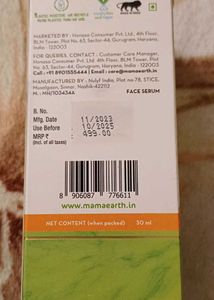 PLASTIC POSITIVE
MARKETED BY - Honasa Consumer Pvt. Ltd, 4th Floor,
BLM Tower, Plot No. 63, Sector-44, Gurugram, Haryana,
India - 122003
FOR QUERIES, CONTACT - Customer Care Manager,
Honasa Consumer Pvt. Ltd. 4th Floor, BLM Tower, Plot
No. 63, Sector-44, Gurugram, Haryana, India - 122003
Call : +91 8901555444 | Email : care@mamaearth.in
MANUFACTURED BY - Nulyf India, Plot no.78, STICE,
Musalgaon, Sinnar, Nashik-422112
M.L. MH/103434A
FACE SERUM
B. No.
Mfg. Date 11/2023
Use Before 10/2025
MRP ₹ 499.00
(Incl. of all taxes)
NET CONTENT (when packed) 30 ml
8 906087 776611
www.mamaearth.in